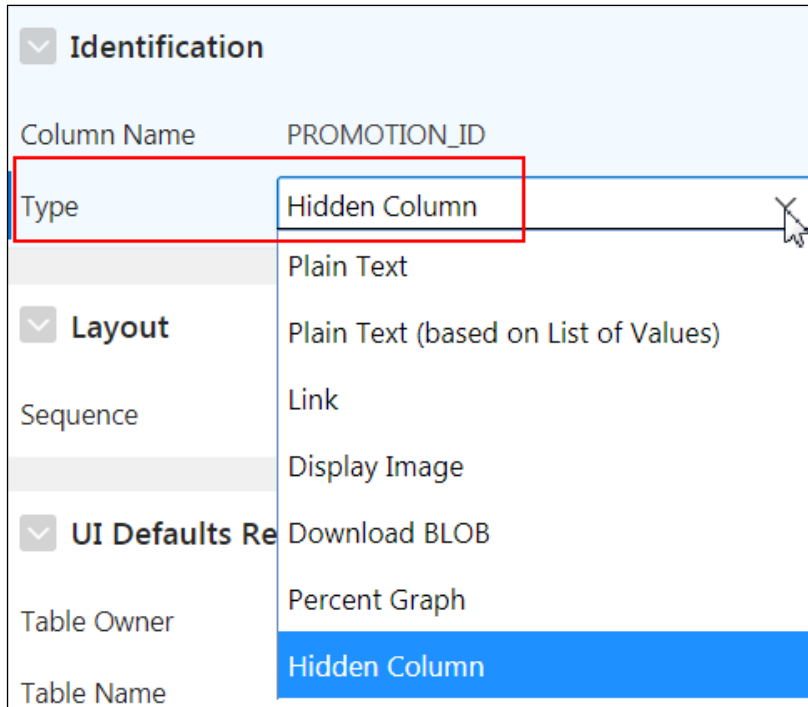 Identification
Column Name PROMOTION_ID
Type Hidden Column
Plain Text
Layout
Plain Text (based on List of Values)
Link
Sequence
Display Image
UI Defaults Re Download BLOB
Percent Graph
Table Owner
Hidden Column
Table Name